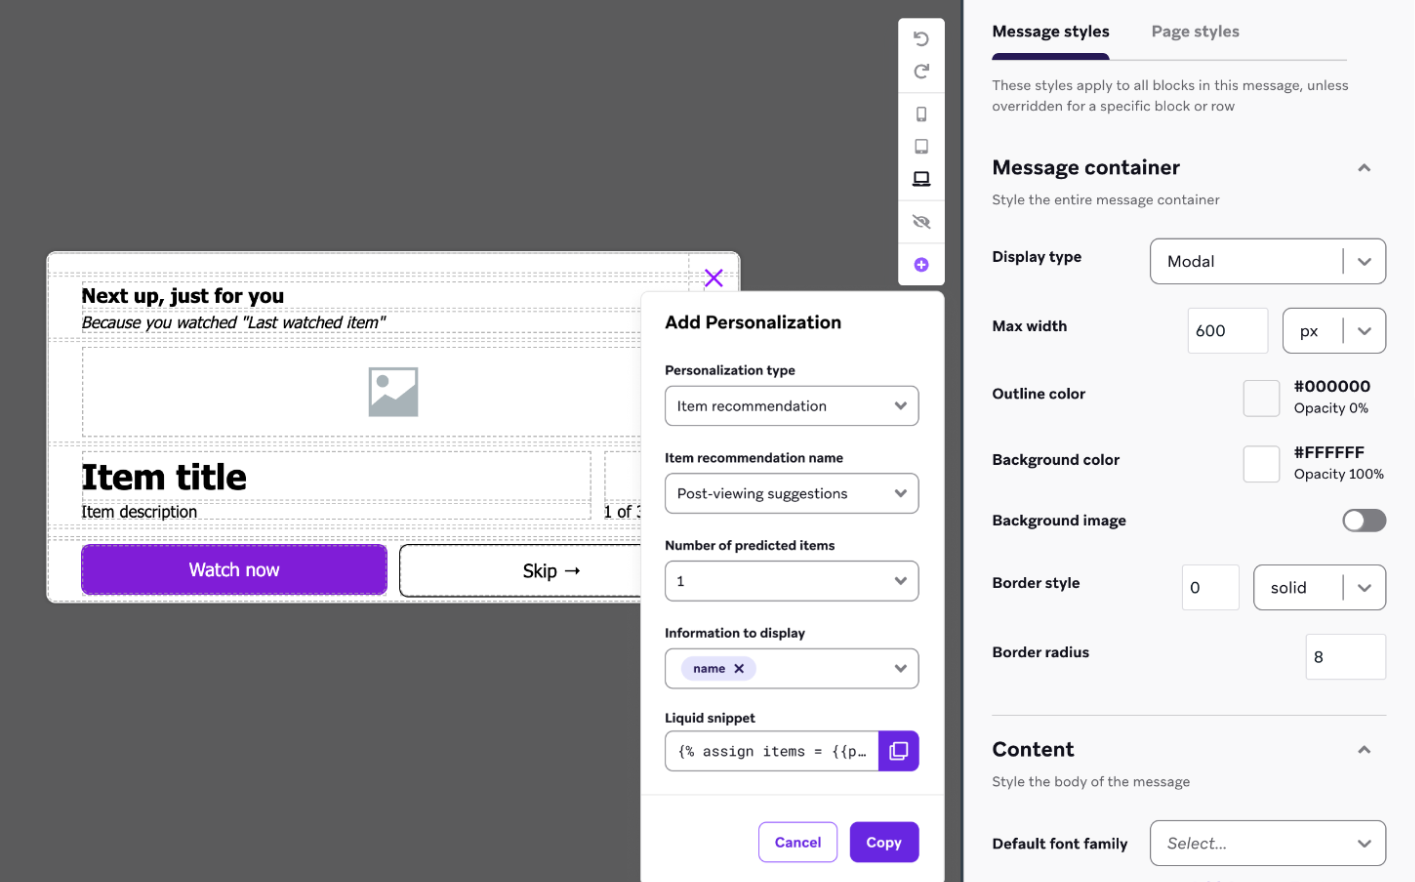 Next up, just for you
Because you watched "Last watched item"
Item title
Item description
1 of
Watch now
Skip →
Add Personalization
Personalization type
Item recommendation
Item recommendation name
Post-viewing suggestions
Number of predicted items
1
Information to display
name
Liquid snippet
{% assign items = {{p…
Cancel
Copy
Message styles
Page styles
These styles apply to all blocks in this message, unless
overridden for a specific block or row
Message container
Style the entire message container
Display type
Modal
Max width
600
px
Outline color
#000000
Opacity 0%
Background color
#FFFFFF
Opacity 100%
Background image
Border style
0
solid
Border radius
8
Content
Style the body of the message
Default font family
Select...